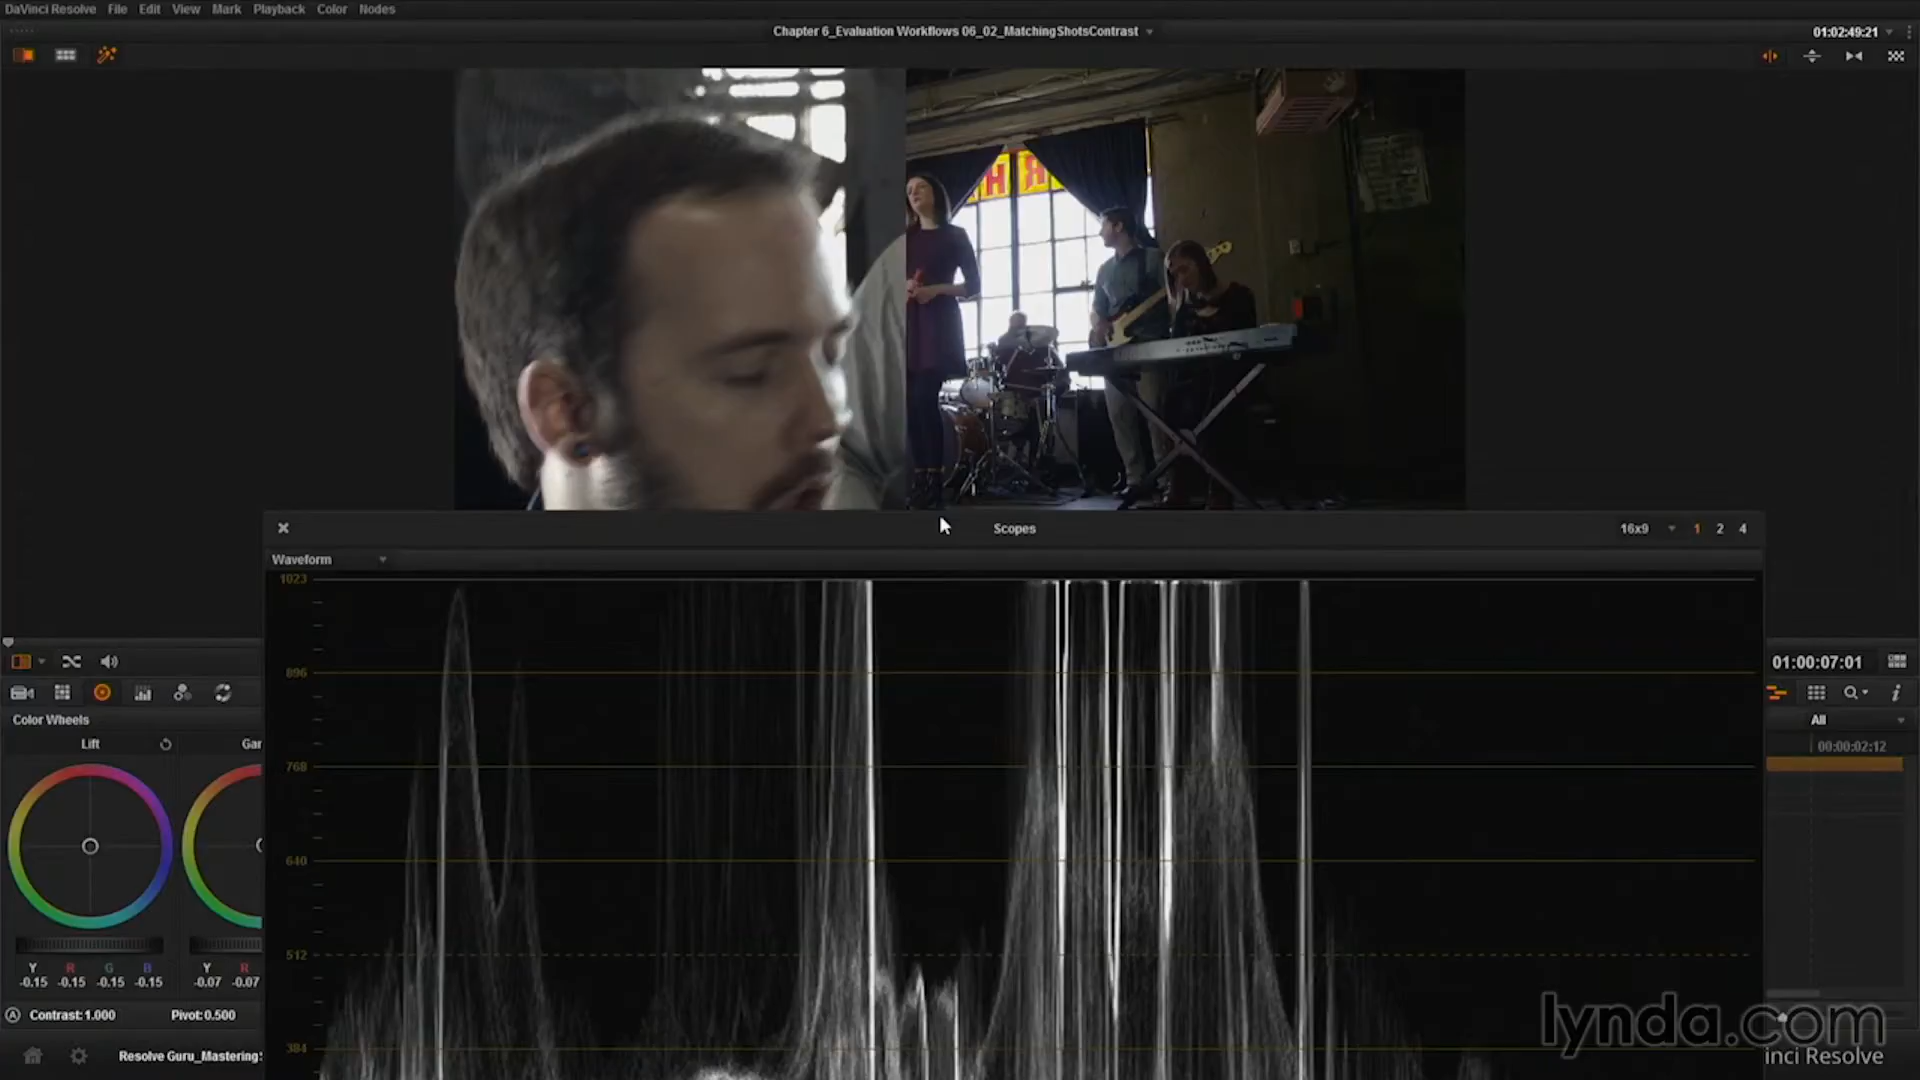 DaVinci Resolve File Edit View Mark Playback Color Nodes
Chapter 6_Evaluation Workflows 06_02_MatchingShotsContrast
01:02:49:21
Scopes
16x9 1 2 4
Waveform
1023
896
768
640
512
384
01:00:07:01
Color Wheels
All
Lift
Gar
00:00:02:12
Y R G B
-0.15 -0.15 -0.15 -0.15
Y R
-0.07 -0.07
A Contrast:1.000 Pivot:0.500
Resolve Guru_Mastering
lynda.com
inci Resolve